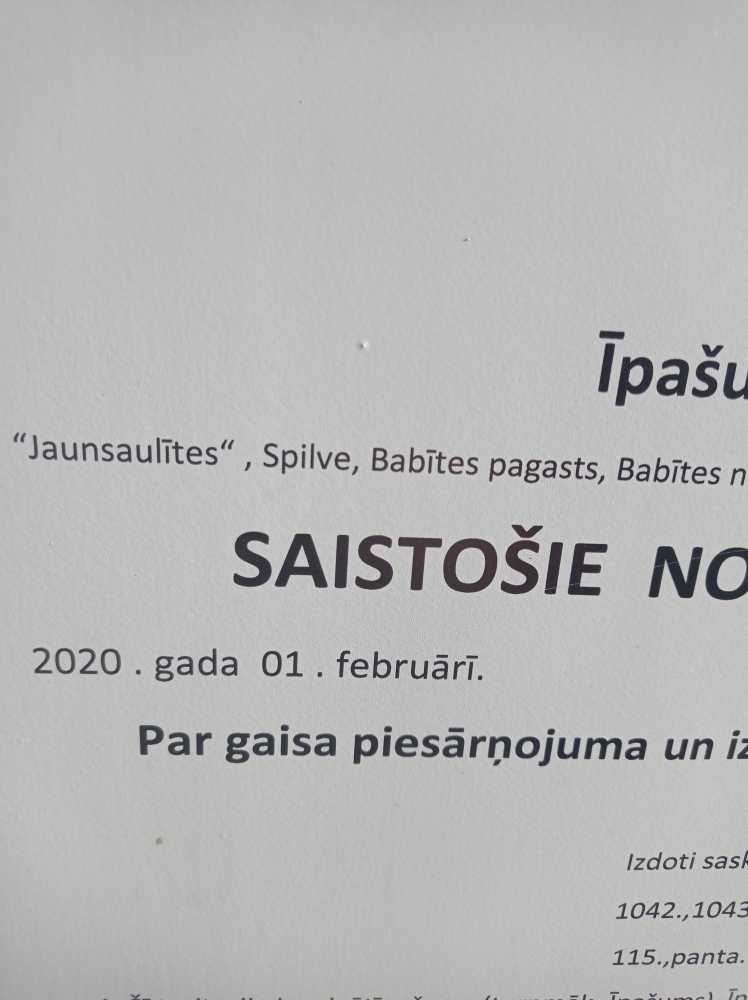 Īpašu
“Jaunsaulītes“ , Spilve, Babītes pagasts, Babītes n
SAISTOŠIE NO
2020 . gada 01 . februārī.
Par gaisa piesārņojuma un iz
Izdoti sask
1042.,1043
115.,panta.